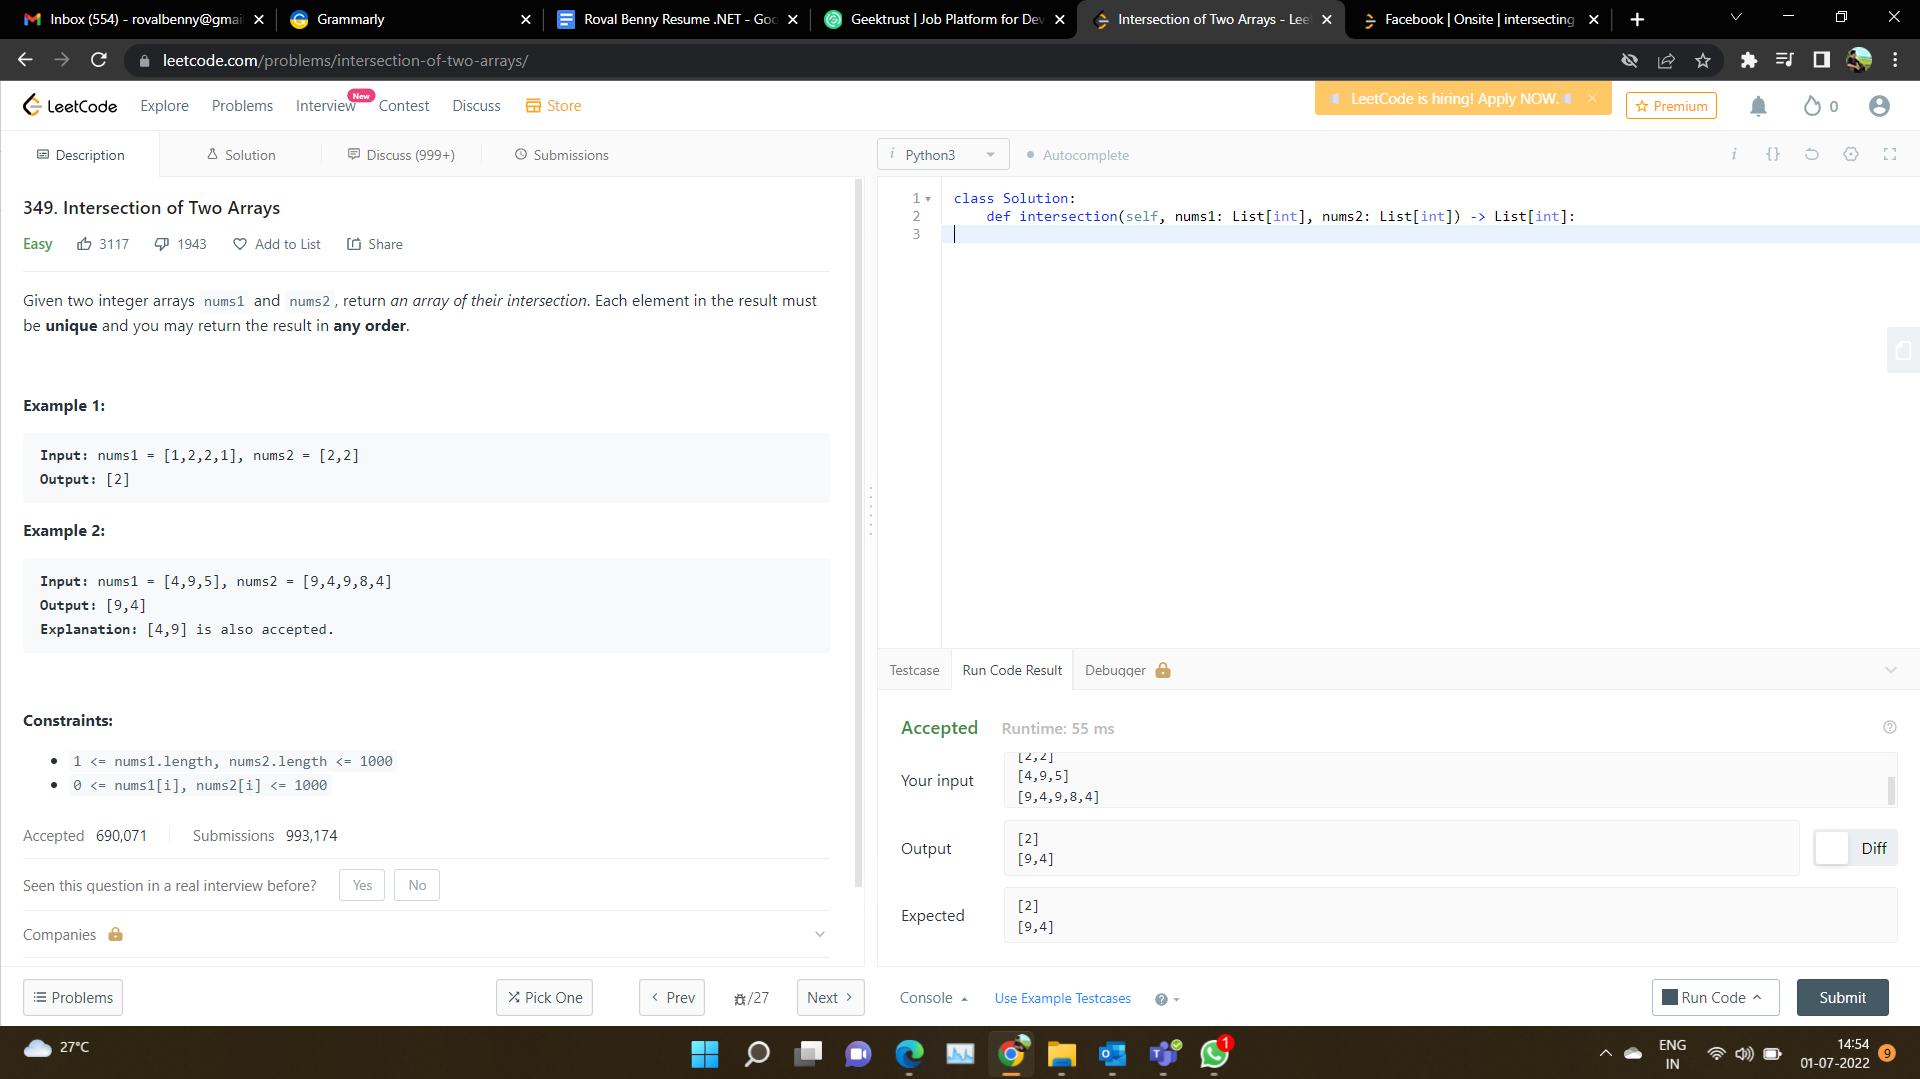 Inbox (554) - rovalbenny@gmai
Grammarly
Roval Benny Resume .NET - Goo
Geektrust | Job Platform for Dev
Intersection of Two Arrays - Lee
Facebook | Onsite | intersecting
leetcode.com/problems/intersection-of-two-arrays/
LeetCode
Explore
Problems
Interview
New
Contest
Discuss
Store
LeetCode is hiring! Apply NOW.
Premium
0
Description
Solution
Discuss (999+)
Submissions
i Python3
Autocomplete
i {}
349. Intersection of Two Arrays
Easy 3117 1943 Add to List Share
Given two integer arrays nums1 and nums2, return an array of their intersection. Each element in the result must
be unique and you may return the result in any order.
Example 1:
Input: nums1 = [1,2,2,1], nums2 = [2,2]
Output: [2]
Example 2:
Input: nums1 = [4,9,5], nums2 = [9,4,9,8,4]
Output: [9,4]
Explanation: [4,9] is also accepted.
Constraints:
1 <= nums1.length, nums2.length <= 1000
0 <= nums1[i], nums2[i] <= 1000
Accepted 690,071 Submissions 993,174
Seen this question in a real interview before? Yes No
Companies
Problems
Pick One
Prev
/27
Next
1 class Solution:
2 def intersection(self, nums1: List[int], nums2: List[int]) -> List[int]:
3
Testcase
Run Code Result
Debugger
Accepted Runtime: 55 ms
Your input
[2,2]
[4,9,5]
[9,4,9,8,4]
Output
[2]
[9,4]
Diff
Expected
[2]
[9,4]
Console
Use Example Testcases
Run Code
Submit
27°C
1
ENG
IN
14:54
01-07-2022
9